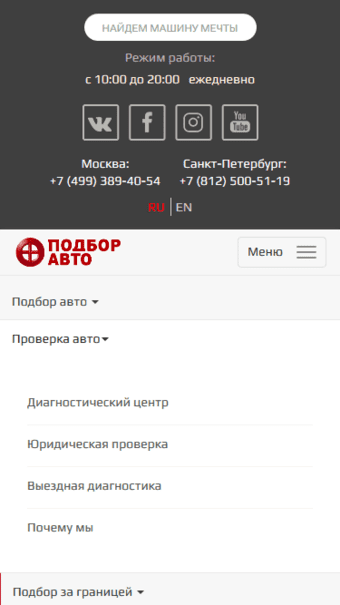 НАЙДЕМ МАШИНУ МЕЧТЫ
Режим работы:
с 10:00 до 20:00 ежедневно
You
Tube
Москва: Санкт-Петербург:
+7 (499) 389-40-54 +7 (812) 500-51-19
RU EN
ПОДБОР
АВТО
Меню
Подбор авто
Проверка авто
Диагностический центр
Юридическая проверка
Выездная диагностика
Почему мы
Подбор за границей